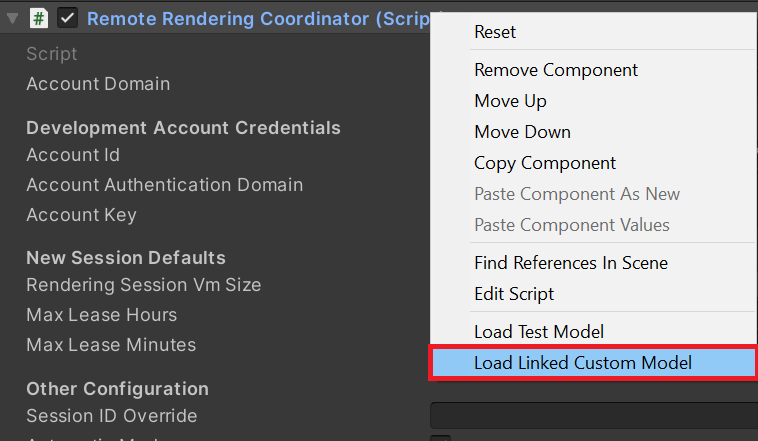 # Remote Rendering Coordinator (Script)
Script
Account Domain
Development Account Credentials
Account Id
Account Authentication Domain
Account Key
New Session Defaults
Rendering Session Vm Size
Max Lease Hours
Max Lease Minutes
Other Configuration
Session ID Override
Reset
Remove Component
Move Up
Move Down
Copy Component
Paste Component As New
Paste Component Values
Find References In Scene
Edit Script
Load Test Model
Load Linked Custom Model